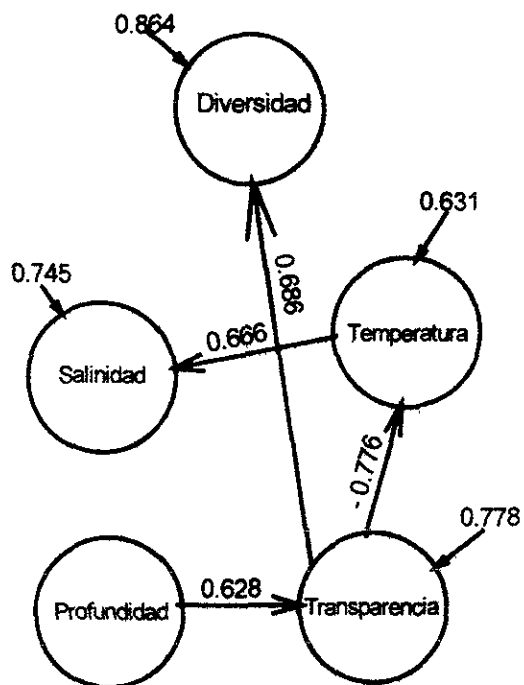 0.864
Diversidad
0.631
0.686
0.745
Temperatura
0.666
Salinidad
- 0.776
0.778
0.628
Profundidad
Transparencia